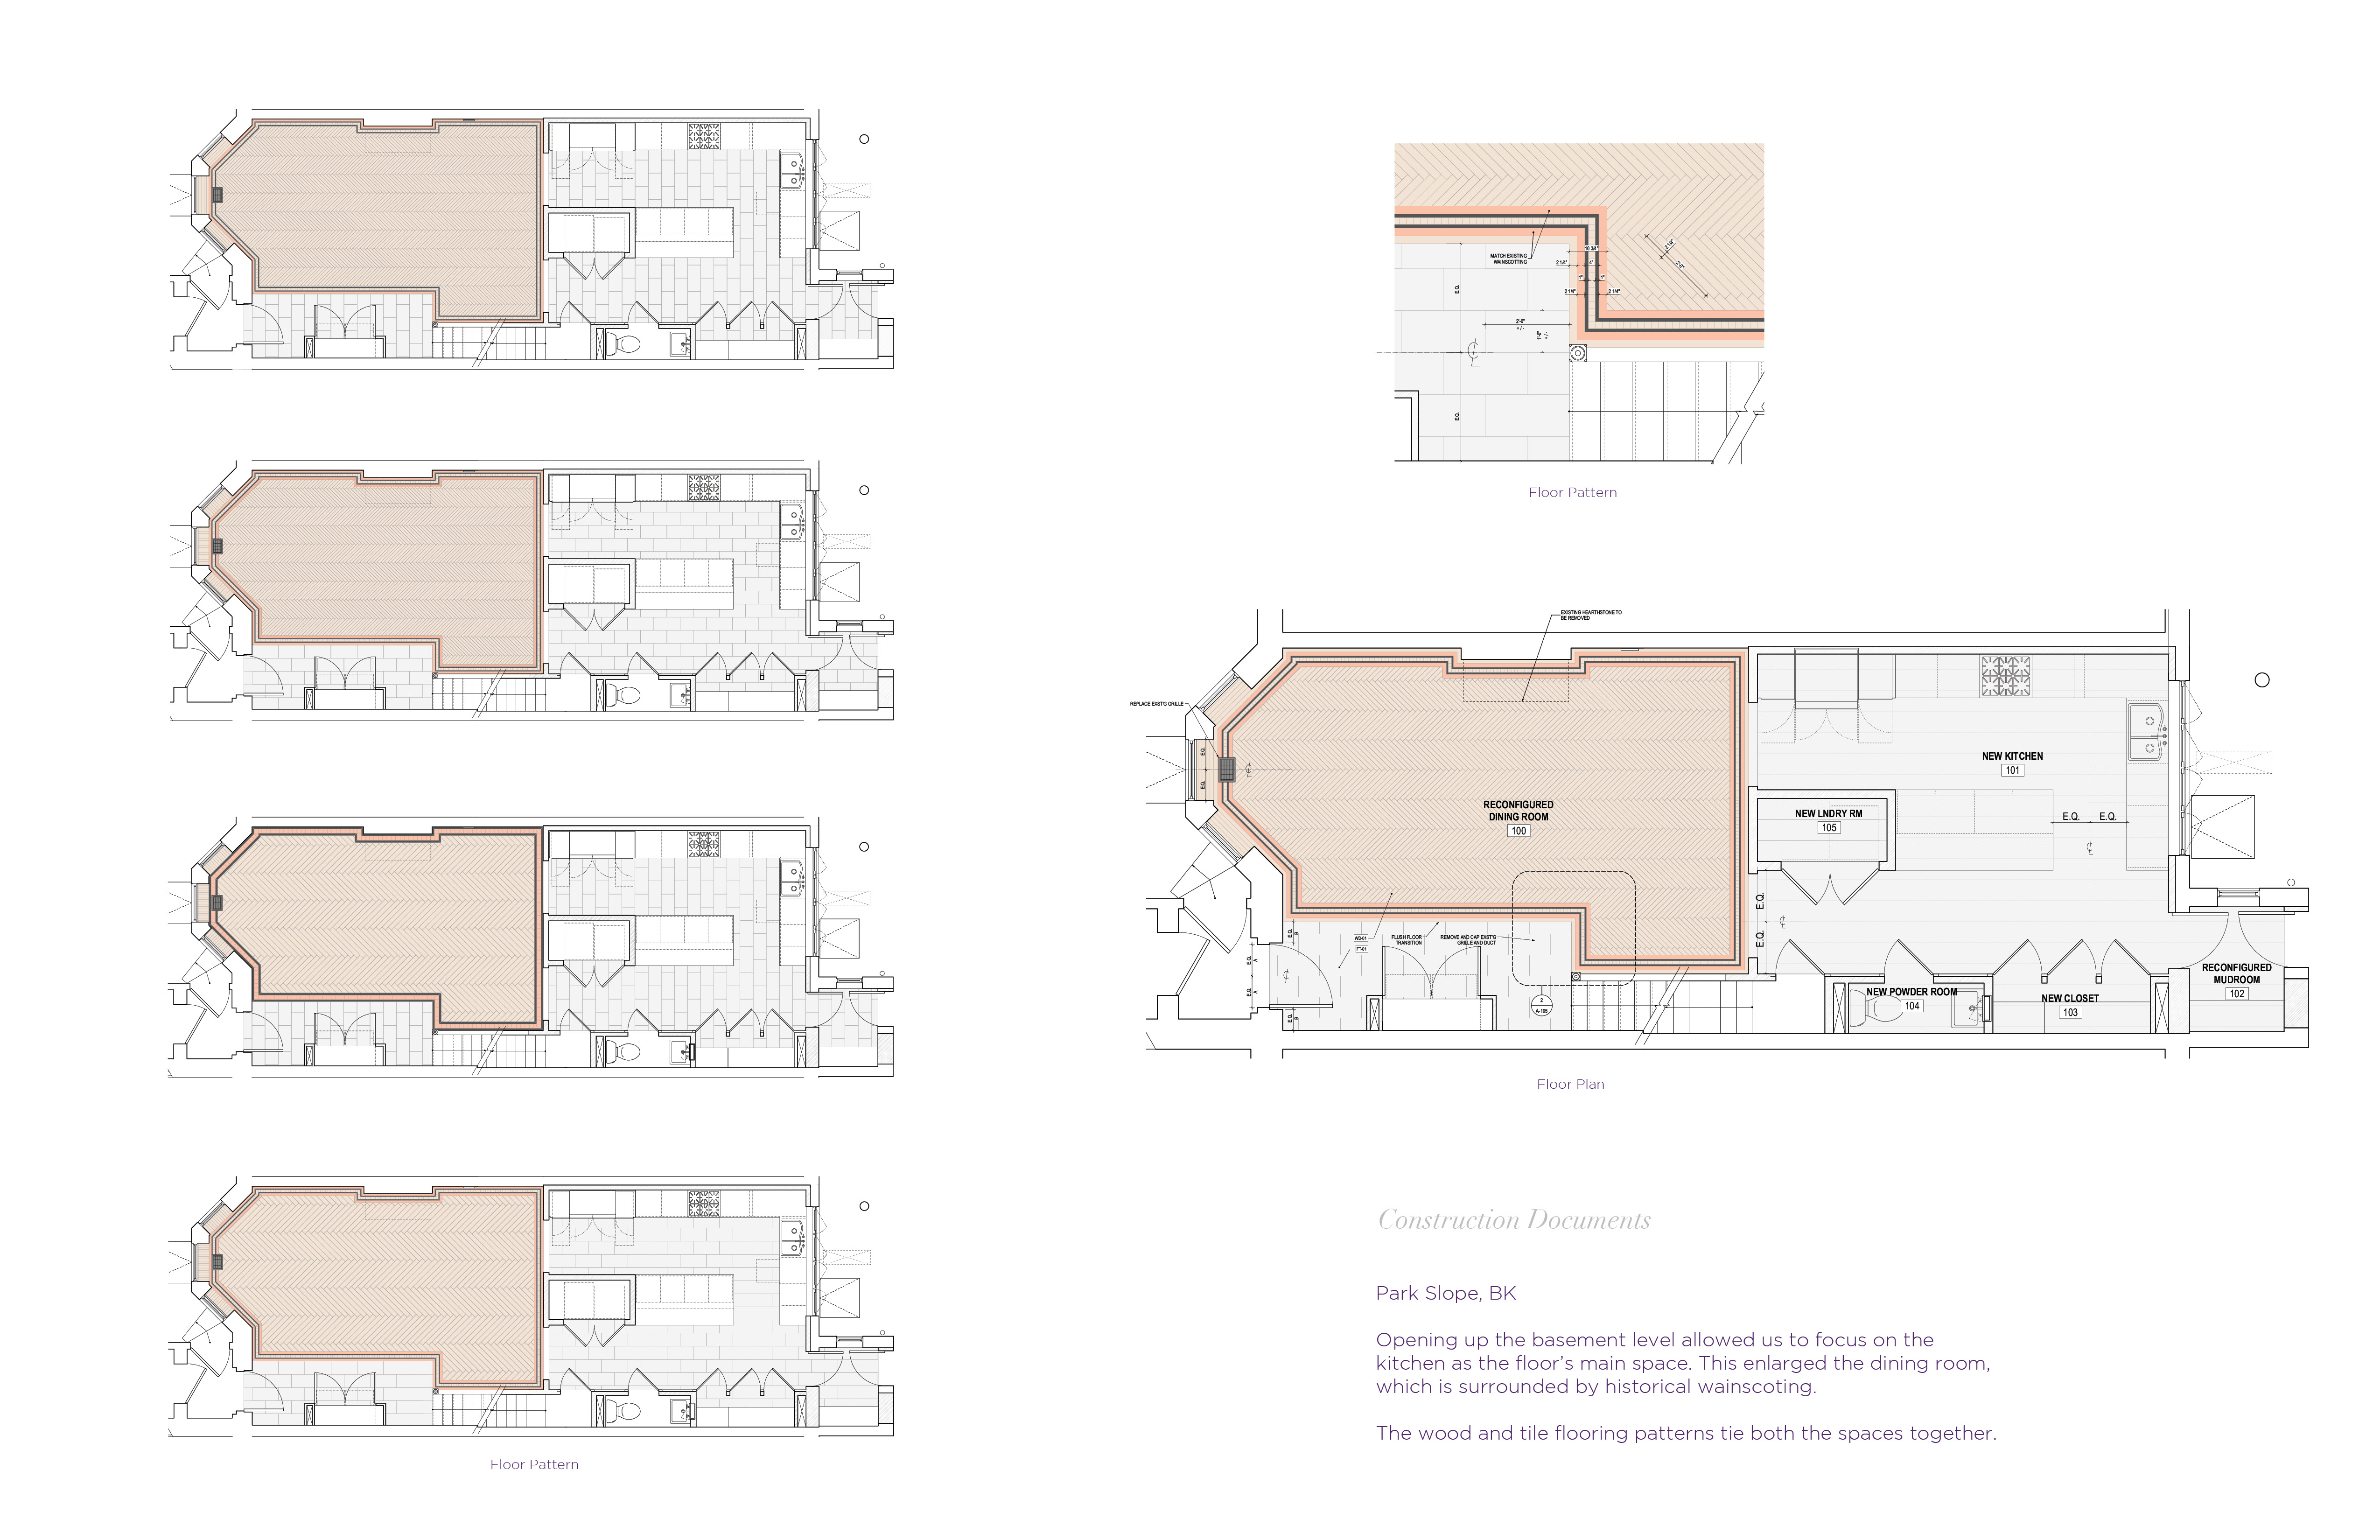 Floor Pattern
MATCH EXISTING
WAINSCOTTING
10 3/4"
2 1/4"
4"
1"
1"
2 1/4"
2 1/4"
2 1/4"
2'-0"
2'-0"
+ / -
1'-0"
+ / -
E.Q.
E.Q.
Floor Pattern
EXISTING HEARTHSTONE TO
BE REMOVED
REPLACE EXIST'G GRILLE
E.Q.
E.Q.
RECONFIGURED
DINING ROOM
100
NEW KITCHEN
101
NEW LNDRY RM
105
E.Q.
E.Q.
E.Q.
E.Q.
WD-01
FT-01
FLUSH FLOOR
TRANSITION
REMOVE AND CAP EXIST'G
GRILLE AND DUCT
E.Q. B
E.Q. A
E.Q. A
E.Q. B
2
A-105
NEW POWDER ROOM
104
NEW CLOSET
103
RECONFIGURED
MUDROOM
102
Floor Plan
Construction Documents
Park Slope, BK
Opening up the basement level allowed us to focus on the
kitchen as the floor’s main space. This enlarged the dining room,
which is surrounded by historical wainscoting.
The wood and tile flooring patterns tie both the spaces together.